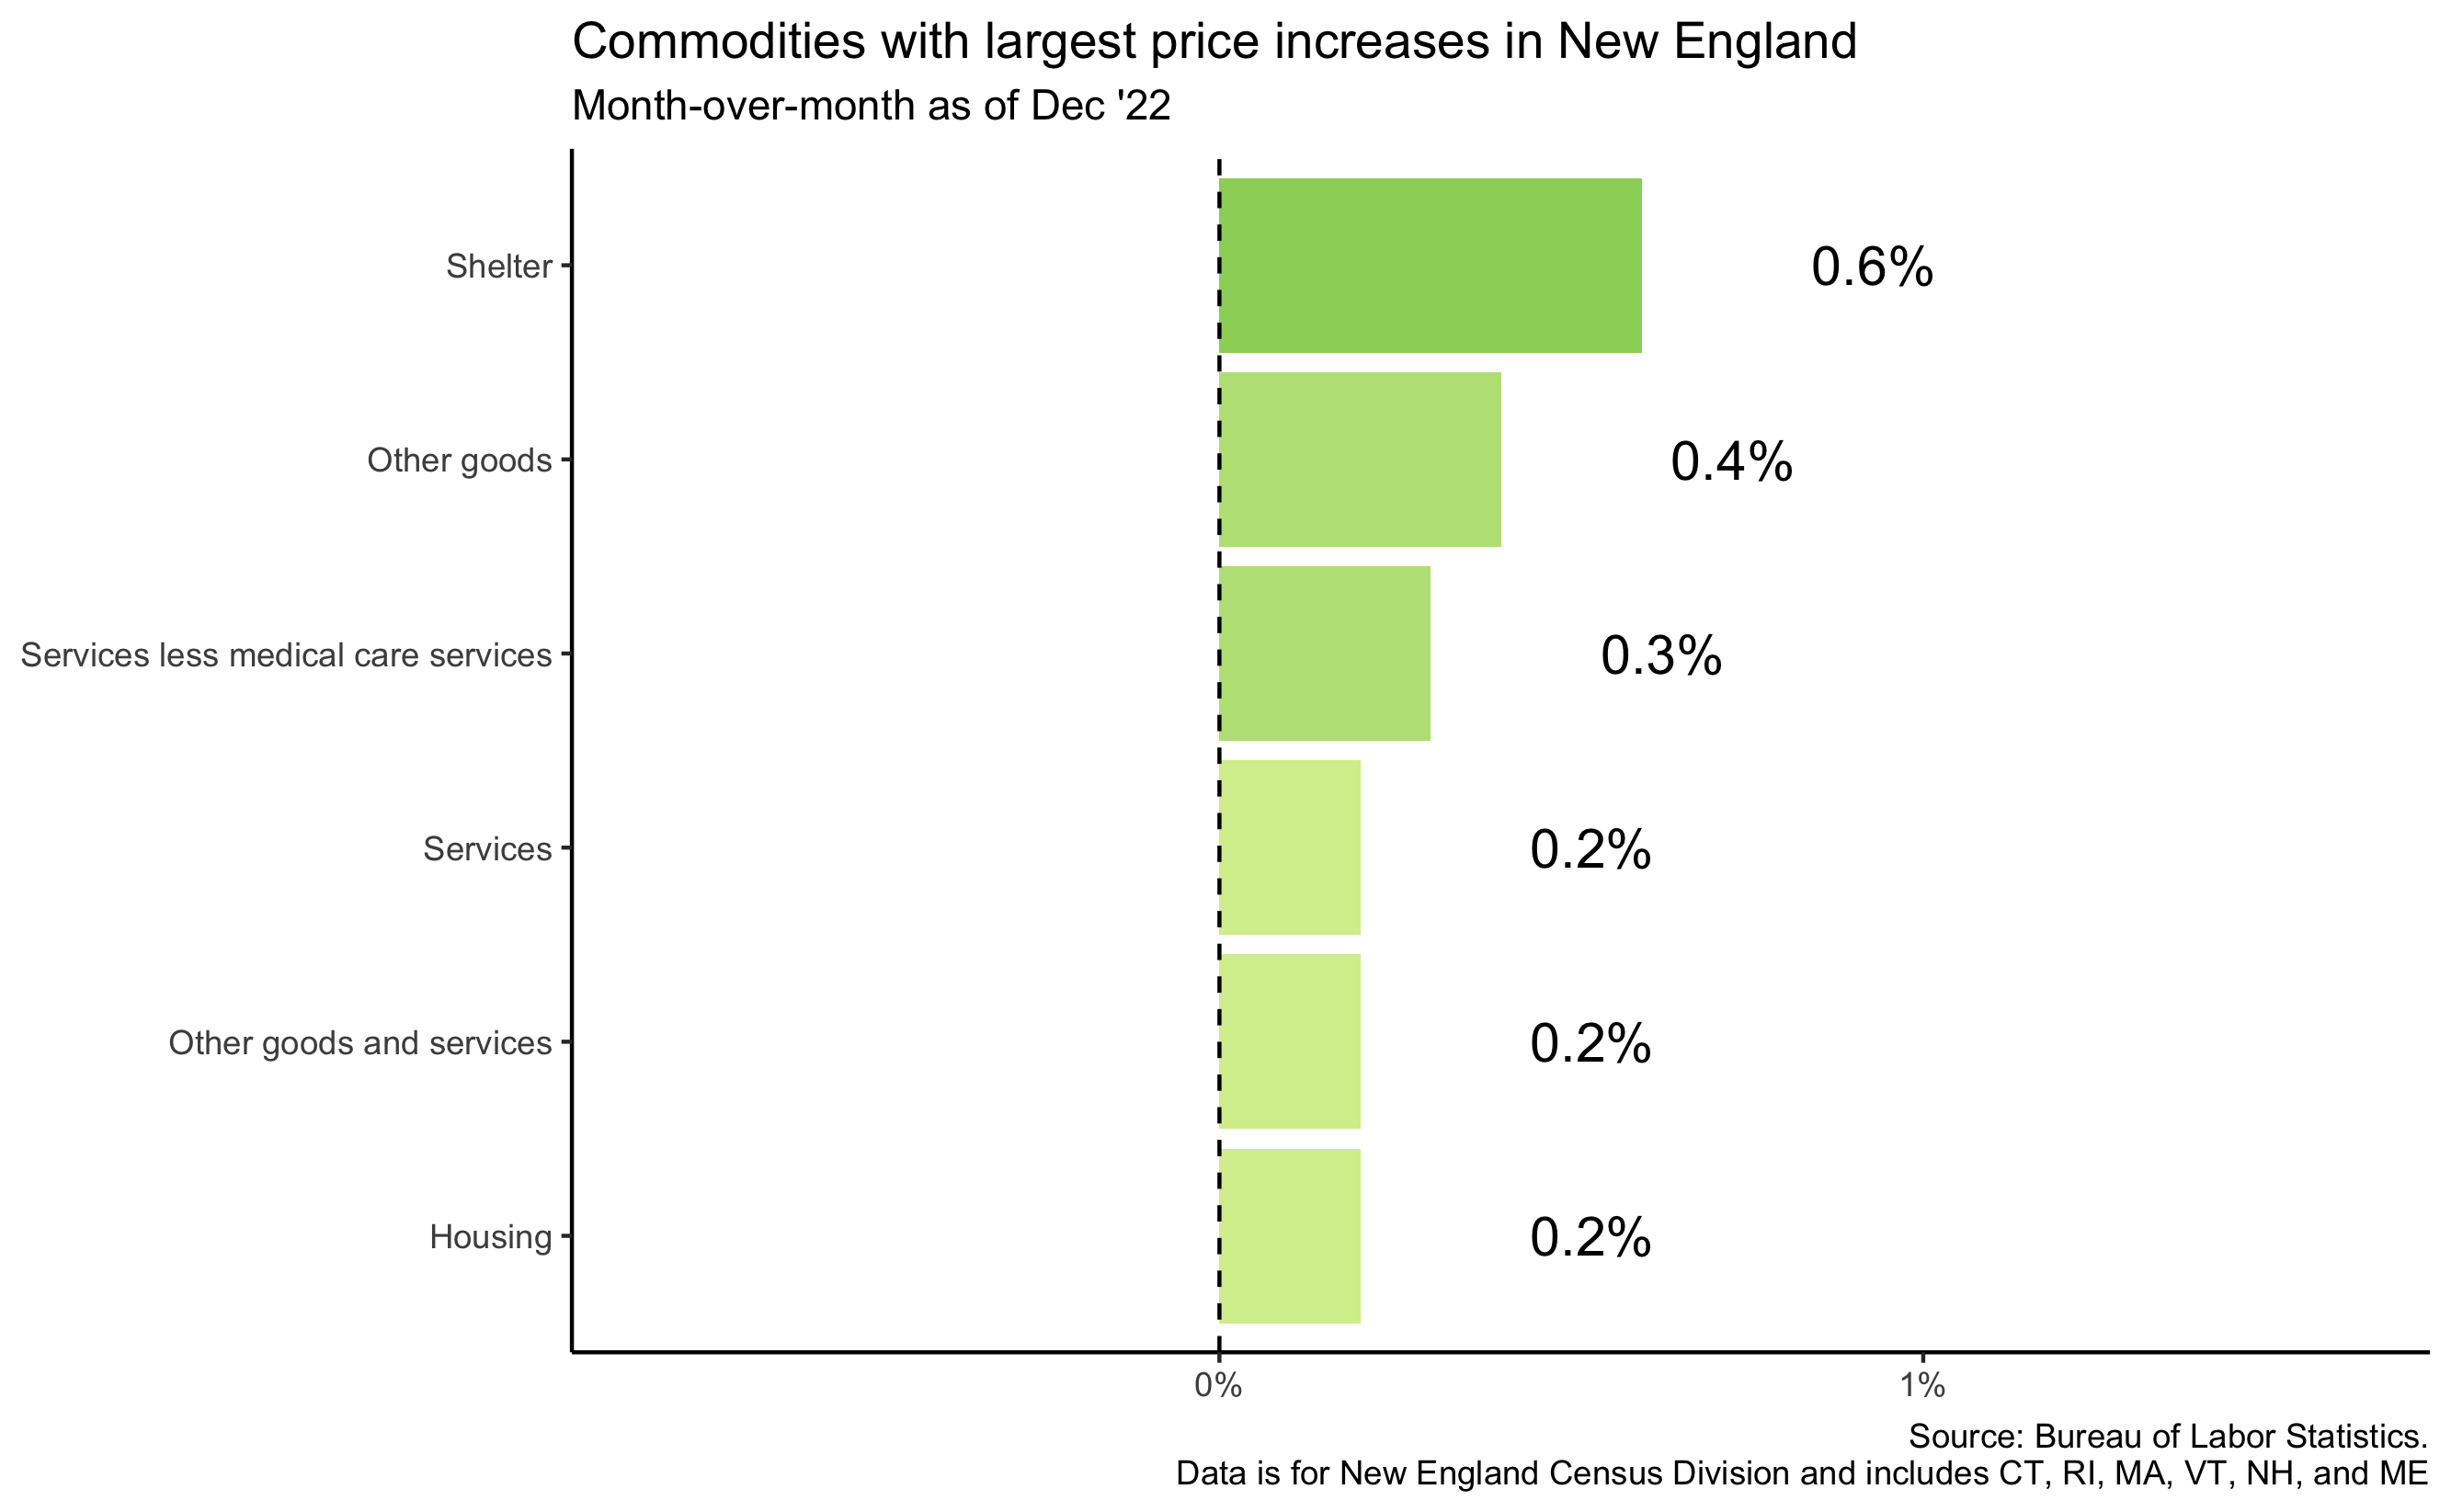 Commodities with largest price increases in New England
Month-over-month as of Dec '22
Shelter
0.6%
Other goods
0.4%
Services less medical care services
0.3%
Services
0.2%
Other goods and services
0.2%
Housing
0.2%
0%
1%
Source: Bureau of Labor Statistics.
Data is for New England Census Division and includes CT, RI, MA, VT, NH, and ME